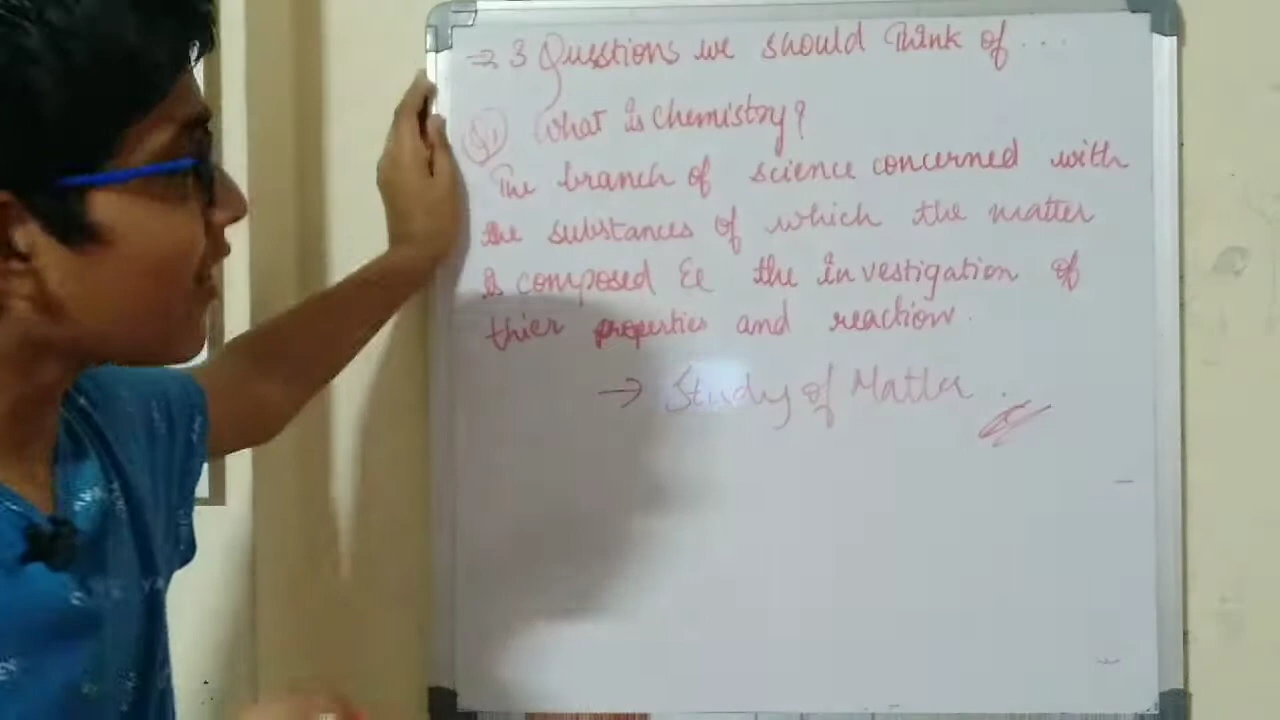 → 3 Questions we should Think of ...
Q1 What is chemistry?
The branch of science concerned with
the substances of which the matter
is composed & the investigation of
thier properties and reaction.
→ Study of Matter.